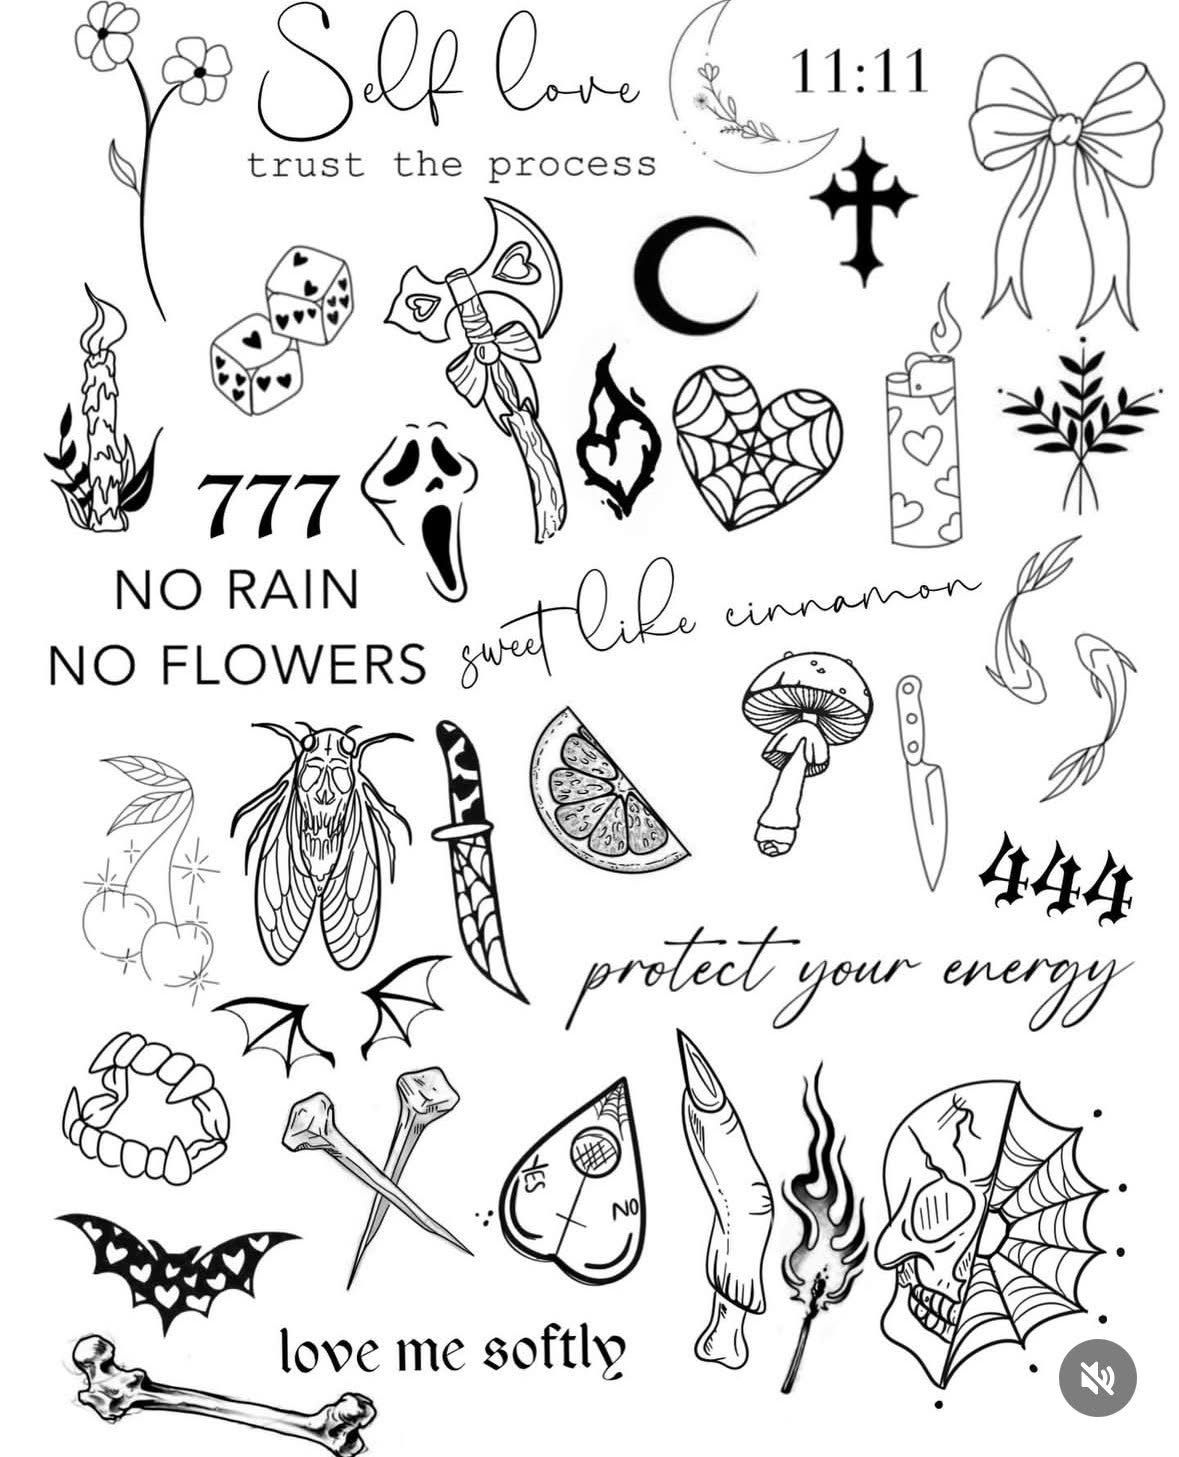 Self love
11:11
trust the process
777
NO RAIN
NO FLOWERS
sweet like cinnamon
444
protect your energy
YES
NO
love me softly